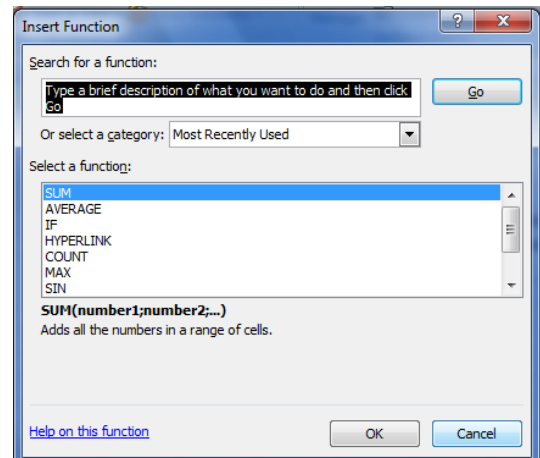 Insert Function
Search for a function:
Type a brief description of what you want to do and then click
Go
Go
Or select a category: Most Recently Used
Select a function:
SUM
AVERAGE
IF
HYPERLINK
COUNT
MAX
SIN
SUM(number1;number2;...)
Adds all the numbers in a range of cells.
Help on this function
OK
Cancel